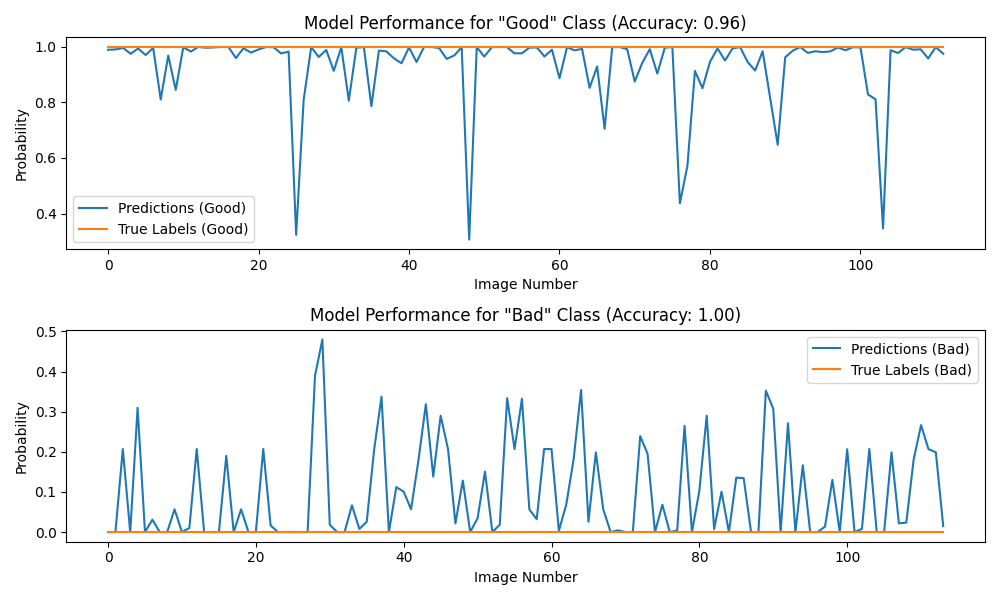 Model Performance for "Good" Class (Accuracy: 0.96)
1.0
0.8
0.6
0.4
Probability
Predictions (Good)
True Labels (Good)
0 20 40 60 80 100
Image Number
Model Performance for "Bad" Class (Accuracy: 1.00)
0.5
0.4
0.3
0.2
0.1
0.0
Probability
Predictions (Bad)
True Labels (Bad)
0 20 40 60 80 100
Image Number